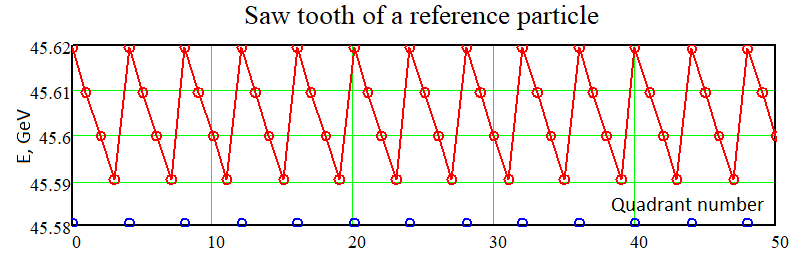 Saw tooth of a reference particle
45.62
45.61
45.6
45.59
45.58
E, GeV
Quadrant number
0 10 20 30 40 50